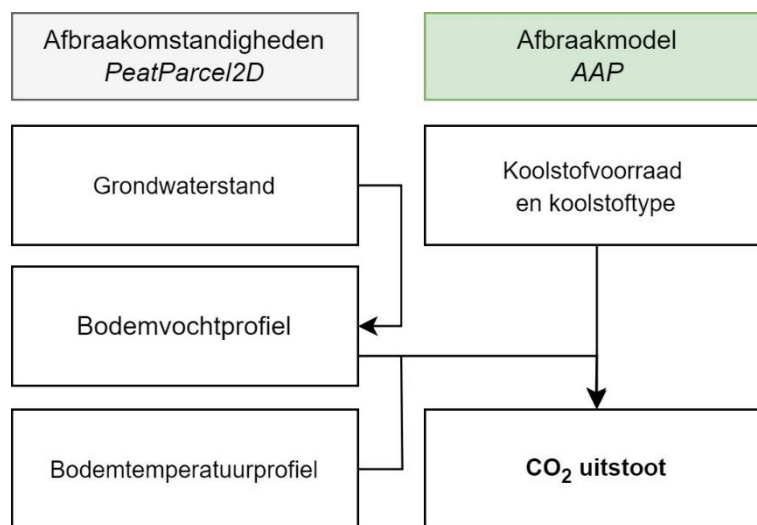 Afbraakomstandigheden
PeatParcel2D
Afbraakmodel
AAP
Grondwaterstand
Koolstofvoorraad
en koolstoftype
Bodemvochtprofiel
Bodemtemperatuurprofiel
CO₂ uitstoot